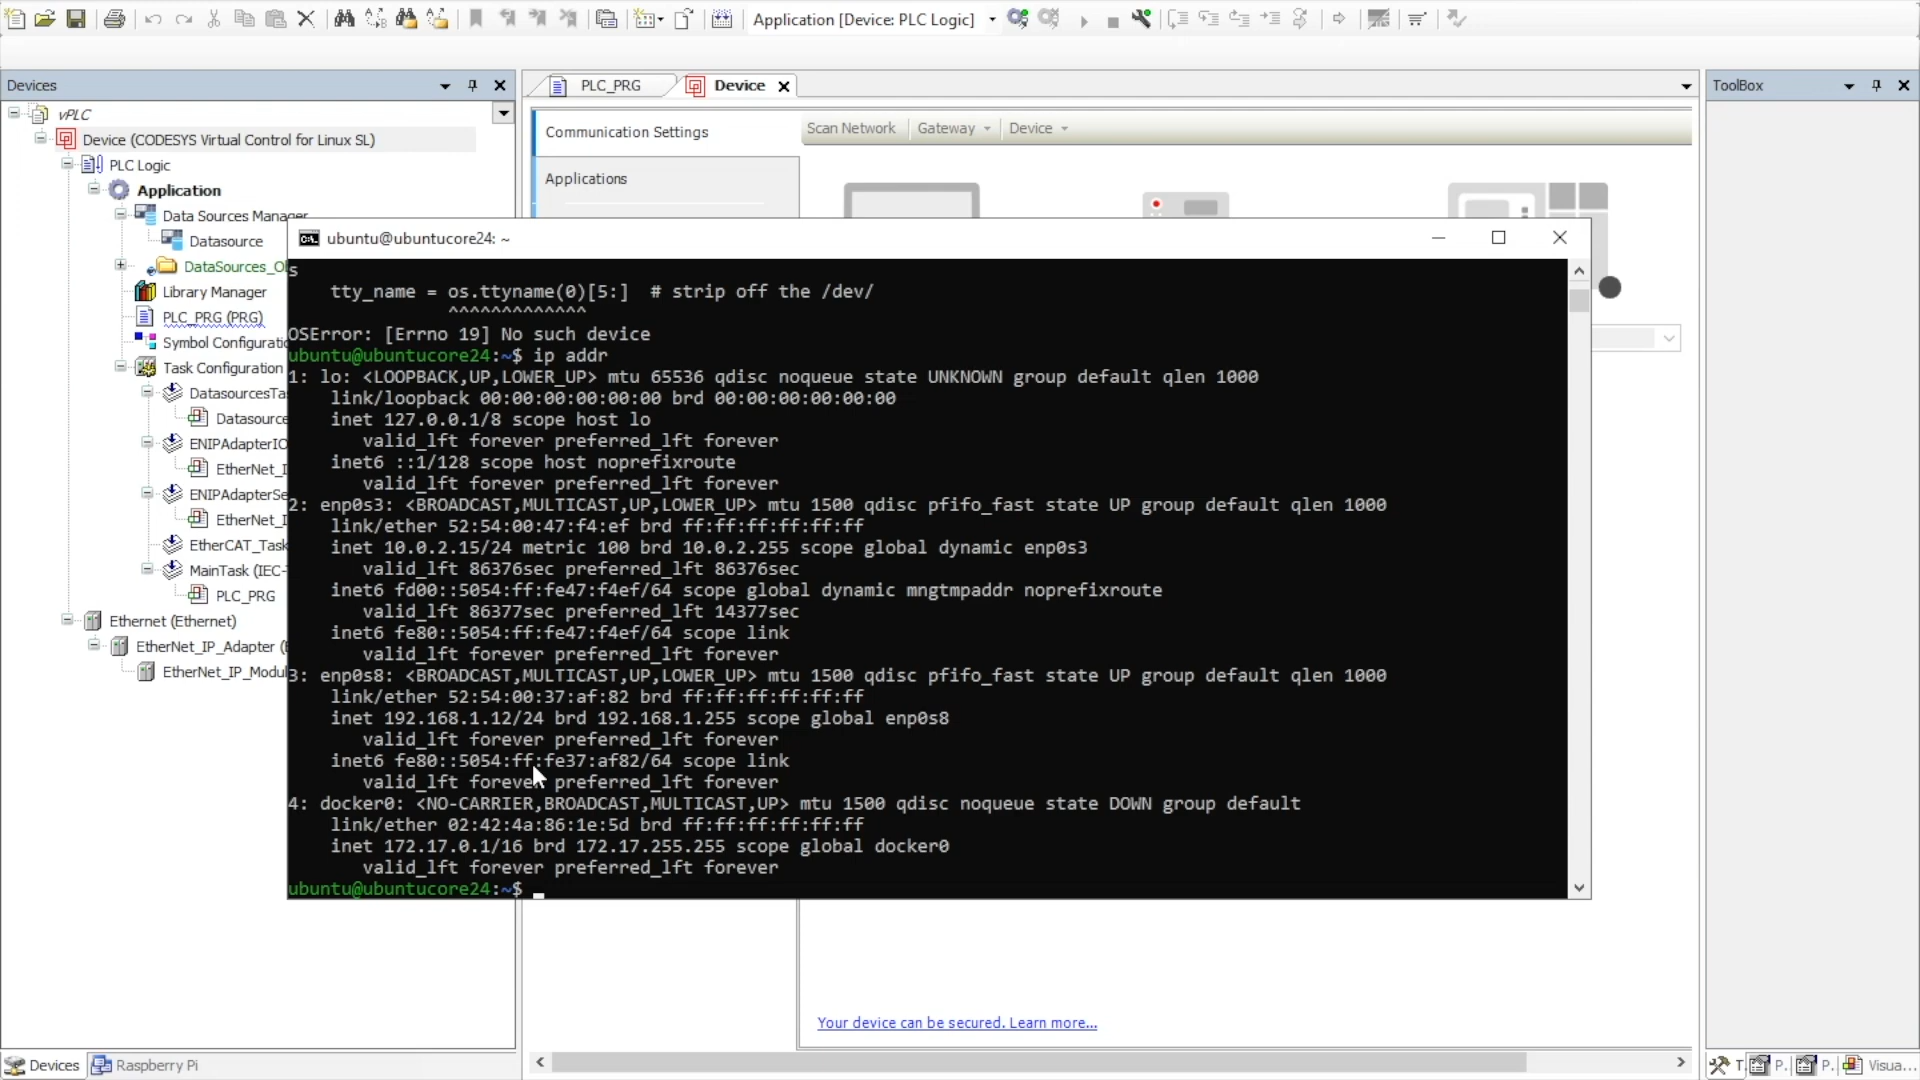 Application [Device: PLC Logic]
Devices
vPLC
Device (CODESYS Virtual Control for Linux SL)
PLC Logic
Application
Data Sources Manager
Datasource
DataSources_Ob
Library Manager
PLC_PRG (PRG)
Symbol Configuratio
Task Configuration
DatasourcesTa
Datasource
ENIPAdapterIO
EtherNet_I
ENIPAdapterSe
EtherNet_I
EtherCAT_Task
MainTask (IEC-
PLC_PRG
Ethernet (Ethernet)
EtherNet_IP_Adapter (E
EtherNet_IP_Modul
Devices
Raspberry Pi
PLC_PRG
Device
Communication Settings
Applications
Scan Network
Gateway
Device
ubuntu@ubuntucore24: ~
s
tty_name = os.ttyname(0)[5:]  # strip off the /dev/
^^^^^^^^^^^^^
OSError: [Errno 19] No such device
ubuntu@ubuntucore24:~$ ip addr
1: lo: <LOOPBACK,UP,LOWER_UP> mtu 65536 qdisc noqueue state UNKNOWN group default qlen 1000
link/loopback 00:00:00:00:00:00 brd 00:00:00:00:00:00
inet 127.0.0.1/8 scope host lo
valid_lft forever preferred_lft forever
inet6 ::1/128 scope host noprefixroute
valid_lft forever preferred_lft forever
2: enp0s3: <BROADCAST,MULTICAST,UP,LOWER_UP> mtu 1500 qdisc pfifo_fast state UP group default qlen 1000
link/ether 52:54:00:47:f4:ef brd ff:ff:ff:ff:ff:ff
inet 10.0.2.15/24 metric 100 brd 10.0.2.255 scope global dynamic enp0s3
valid_lft 86376sec preferred_lft 86376sec
inet6 fd00::5054:ff:fe47:f4ef/64 scope global dynamic mngtmpaddr noprefixroute
valid_lft 86377sec preferred_lft 14377sec
inet6 fe80::5054:ff:fe47:f4ef/64 scope link
valid_lft forever preferred_lft forever
3: enp0s8: <BROADCAST,MULTICAST,UP,LOWER_UP> mtu 1500 qdisc pfifo_fast state UP group default qlen 1000
link/ether 52:54:00:37:af:82 brd ff:ff:ff:ff:ff:ff
inet 192.168.1.12/24 brd 192.168.1.255 scope global enp0s8
valid_lft forever preferred_lft forever
inet6 fe80::5054:ff:fe37:af82/64 scope link
valid_lft forever preferred_lft forever
4: docker0: <NO-CARRIER,BROADCAST,MULTICAST,UP> mtu 1500 qdisc noqueue state DOWN group default
link/ether 02:42:4a:86:1e:5d brd ff:ff:ff:ff:ff:ff
inet 172.17.0.1/16 brd 172.17.255.255 scope global docker0
valid_lft forever preferred_lft forever
ubuntu@ubuntucore24:~$ _
Your device can be secured. Learn more...
ToolBox
T..
P..
P..
Visua...